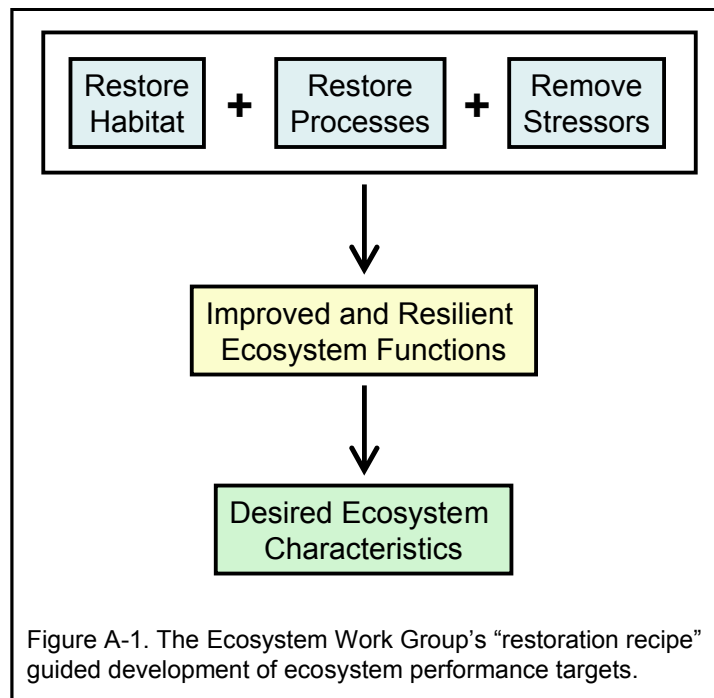 Restore
Habitat
+
Restore
Processes
+
Remove
Stressors
Improved and Resilient
Ecosystem Functions
Desired Ecosystem
Characteristics
Figure A-1. The Ecosystem Work Group’s “restoration recipe”
guided development of ecosystem performance targets.